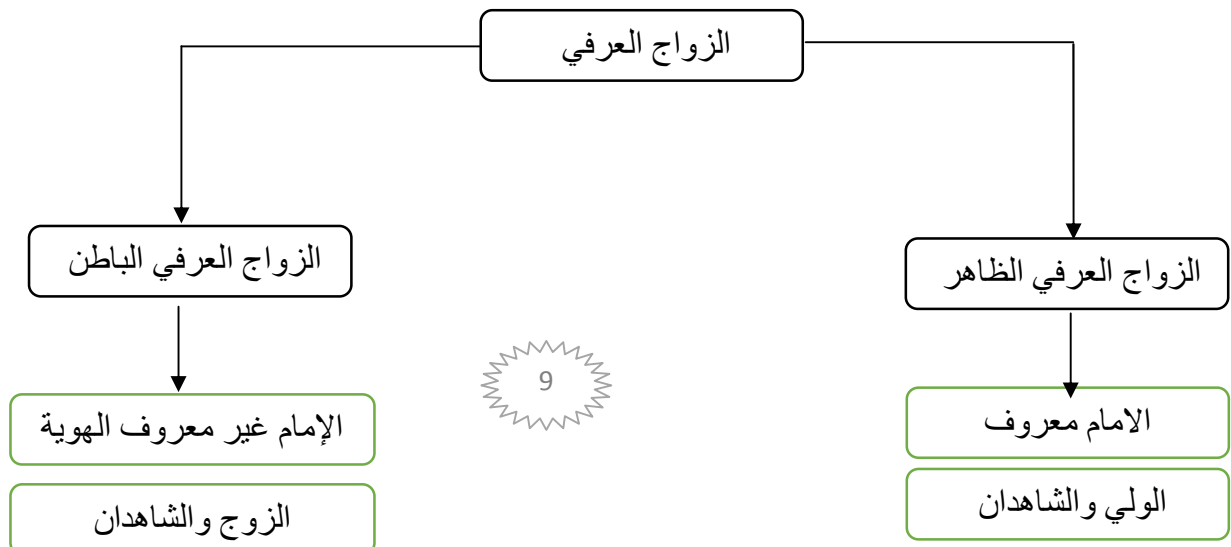 الزواج العرفي
الزواج العرفي الظاهر
الزواج العرفي الباطن
9
الامام معروف
الإمام غير معروف الهوية
الولي والشاهدان
الزوج والشاهدان